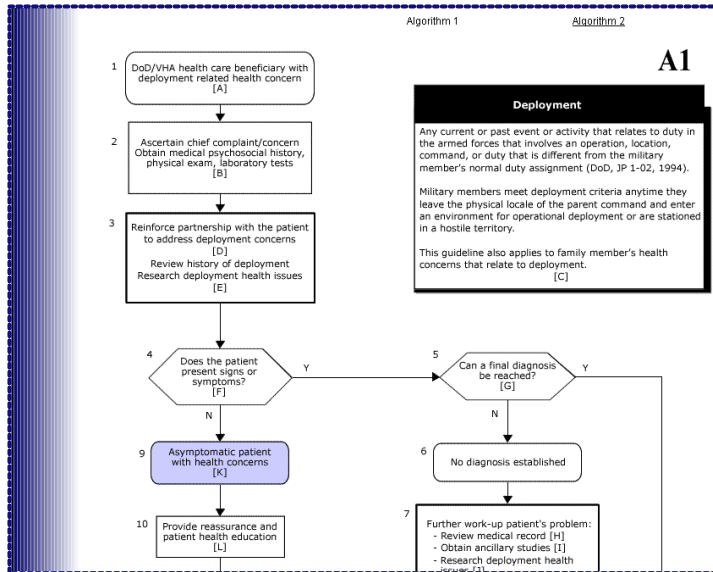 Algorithm 1
Algorithm 2
A1
1
DoD/VHA health care beneficiary with
deployment related health concern
[A]
2
Ascertain chief complaint/concern
Obtain medical psychosocial history,
physical exam, laboratory tests
[B]
3
Reinforce partnership with the patient
to address deployment concerns
[D]
Review history of deployment
Research deployment health issues
[E]
Deployment
Any current or past event or activity that relates to duty in
the armed forces that involves an operation, location,
command, or duty that is different from the military
member's normal duty assignment (DoD, JP 1-02, 1994).
Military members meet deployment criteria anytime they
leave the physical locale of the parent command and enter
an environment for operational deployment or are stationed
in a hostile territory.
This guideline also applies to family member's health
concerns that relate to deployment.
[C]
4
Does the patient
present signs or
symptoms?
[F]
Y
N
5
Can a final diagnosis
be reached?
[G]
Y
N
9
Asymptomatic patient
with health concerns
[K]
6
No diagnosis established
10
Provide reassurance and
patient health education
[L]
7
Further work-up patient's problem:
- Review medical record [H]
- Obtain ancillary studies [I]
- Research deployment health
issues [J]